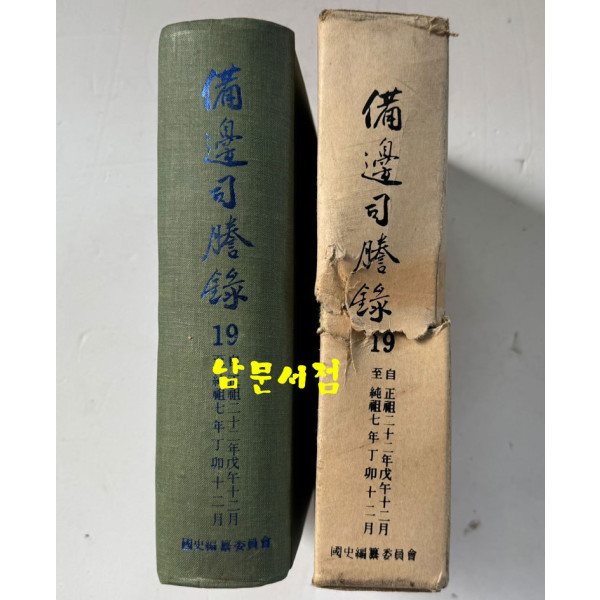 備邊司謄錄
19
自 正祖二十二年戊午十二月
至 純祖七年丁卯十二月
國史編纂委員會
남문서점
備邊司謄錄
19
自 正祖二十二年戊午十二月
至 純祖七年丁卯十二月
國史編纂委員會